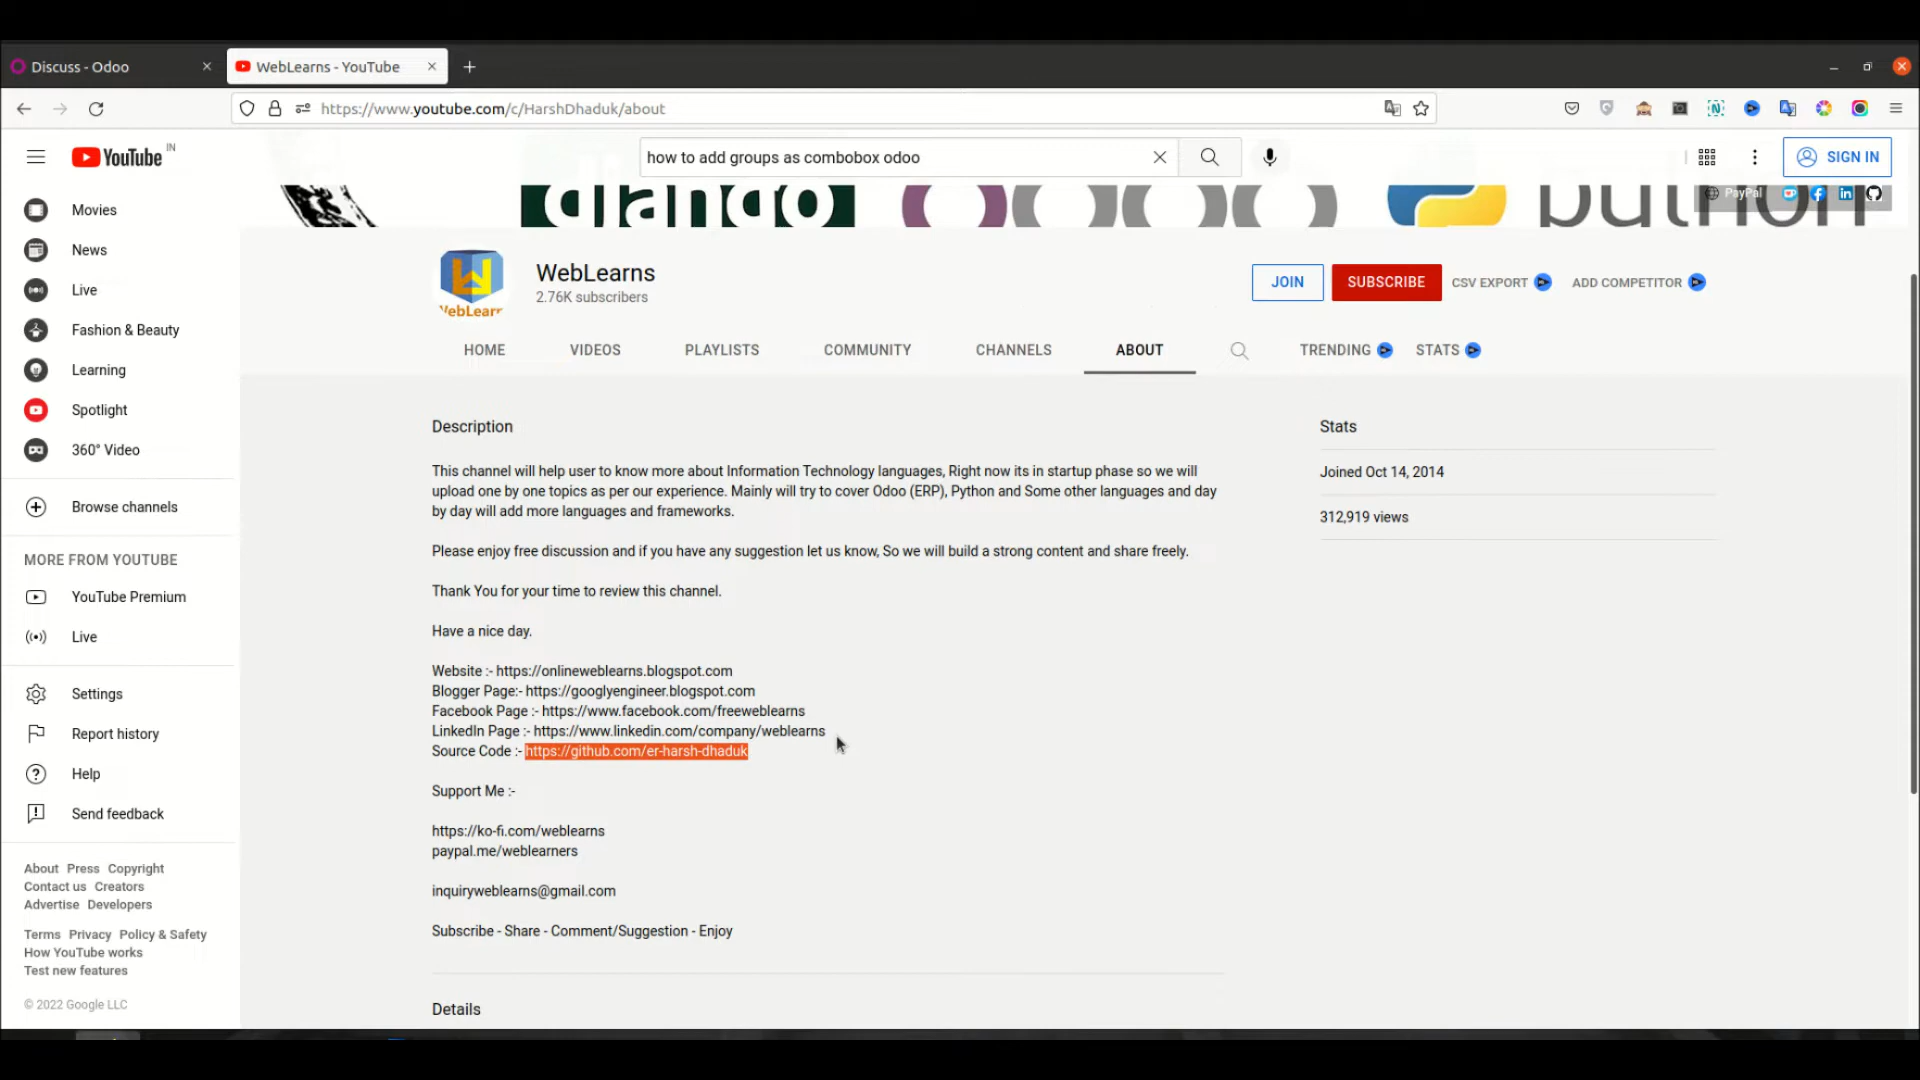 Discuss - Odoo
WebLearns - YouTube
https://www.youtube.com/c/HarshDhaduk/about
YouTube IN
how to add groups as combobox odoo
SIGN IN
Movies
News
Live
Fashion & Beauty
Learning
Spotlight
360° Video
Browse channels
MORE FROM YOUTUBE
YouTube Premium
Live
Settings
Report history
Help
Send feedback
About Press Copyright
Contact us Creators
Advertise Developers
Terms Privacy Policy & Safety
How YouTube works
Test new features
© 2022 Google LLC
django odoo python
PayPal
WebLearns
2.76K subscribers
JOIN SUBSCRIBE CSV EXPORT ADD COMPETITOR
HOME VIDEOS PLAYLISTS COMMUNITY CHANNELS ABOUT TRENDING STATS
Description
This channel will help user to know more about Information Technology languages, Right now its in startup phase so we will
upload one by one topics as per our experience. Mainly will try to cover Odoo (ERP), Python and Some other languages and day
by day will add more languages and frameworks.
Please enjoy free discussion and if you have any suggestion let us know, So we will build a strong content and share freely.
Thank You for your time to review this channel.
Have a nice day.
Website :- https://onlineweblearns.blogspot.com
Blogger Page:- https://googlyengineer.blogspot.com
Facebook Page :- https://www.facebook.com/freeweblearns
LinkedIn Page :- https://www.linkedin.com/company/weblearns
Source Code :- https://github.com/er-harsh-dhaduk
Support Me :-
https://ko-fi.com/weblearns
paypal.me/weblearners
inquiryweblearns@gmail.com
Subscribe - Share - Comment/Suggestion - Enjoy
Details
Stats
Joined Oct 14, 2014
312,919 views